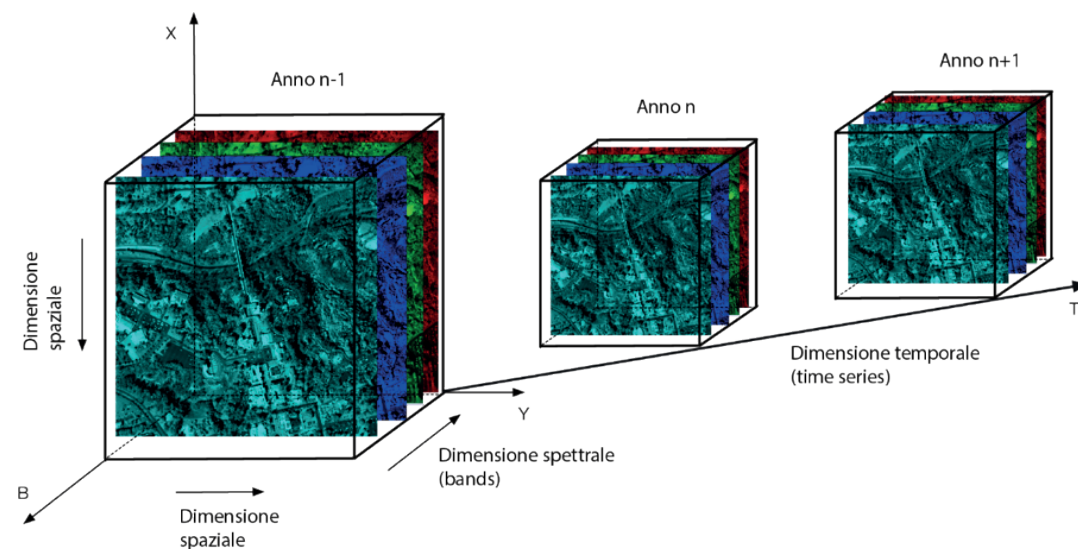 X
Anno n-1
Anno n
Anno n+1
Dimensione
spaziale
T
Dimensione temporale
(time series)
Y
Dimensione spettrale
(bands)
B
Dimensione
spaziale